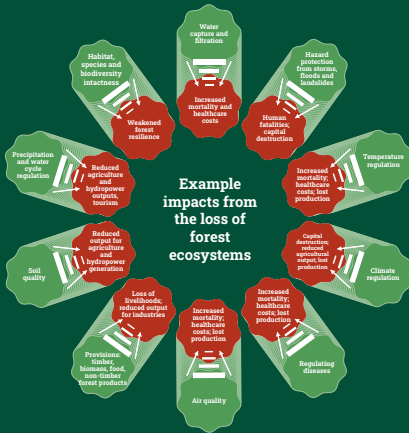 Water
capture and
filtration
Increased
mortality and
healthcare
costs
Hazard
protection
from storms,
floods and
landslides
Human
fatalities;
capital
destruction
Temperature
regulation
Increased
mortality;
healthcare
costs; lost
production
Climate
regulation
Capital
destruction;
reduced
agricultural
output; lost
production
Regulating
diseases
Increased
mortality;
healthcare
costs; lost
production
Air quality
Increased
mortality;
healthcare
costs; lost
production
Provisions:
timber,
biomass, food,
non-timber
forest products
Loss of
livelihoods;
reduced output
for industries
Soil
quality
Reduced
output for
agriculture
and hydropower
generation
Precipitation
and water
cycle
regulation
Reduced
agriculture
and
hydropower
outputs,
tourism
Habitat,
species and
biodiversity
intactness
Weakened
forest
resilience
Example
impacts from
the loss of
forest
ecosystems